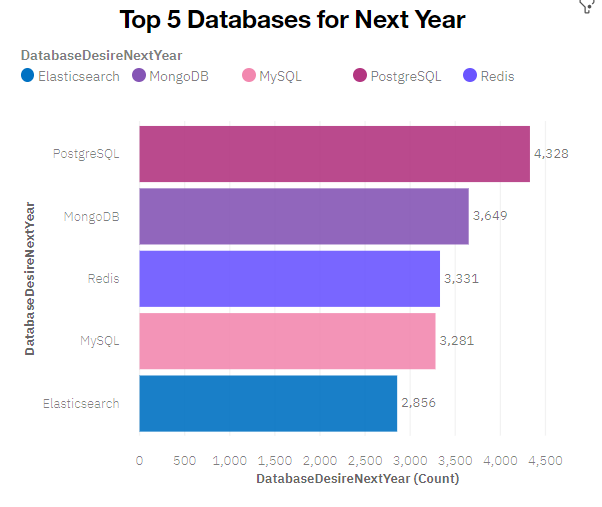 Top 5 Databases for Next Year
DatabaseDesireNextYear
Elasticsearch MongoDB MySQL PostgreSQL Redis
DatabaseDesireNextYear
PostgreSQL 4,328
MongoDB 3,649
Redis 3,331
MySQL 3,281
Elasticsearch 2,856
0 500 1,000 1,500 2,000 2,500 3,000 3,500 4,000 4,500
DatabaseDesireNextYear (Count)